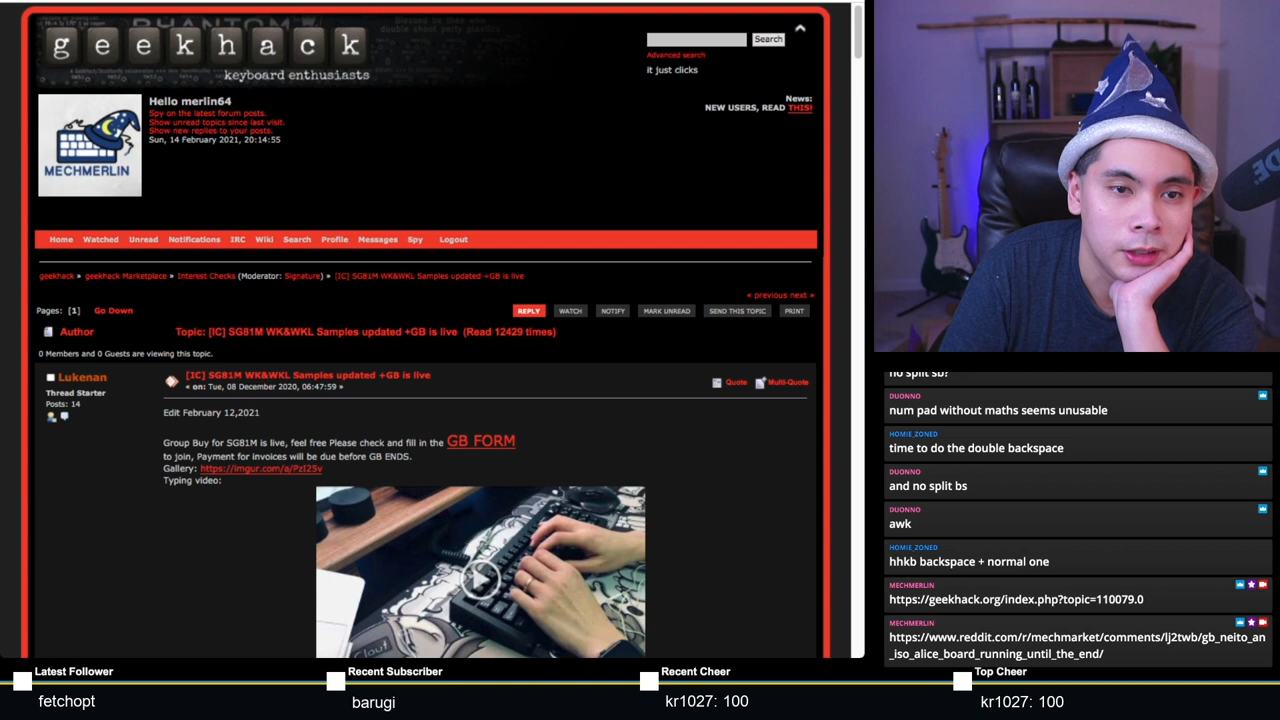 geekhack
keyboard enthusiasts
Search
Advanced search
it just clicks
Hello merlin64
Spy on the latest forum posts.
Show unread topics since last visit.
Show new replies to your posts.
Sun, 14 February 2021, 20:14:55
MECHMERLIN
News:
NEW USERS, READ THIS!
Home Watched Unread Notifications IRC Wiki Search Profile Messages Spy Logout
geekhack » geekhack Marketplace » Interest Checks (Moderator: Signature) » [IC] SG81M WK&WKL Samples updated +GB is live
« previous next »
Pages: [1] Go Down
REPLY WATCH NOTIFY MARK UNREAD SEND THIS TOPIC PRINT
Author Topic: [IC] SG81M WK&WKL Samples updated +GB is live (Read 12429 times)
0 Members and 0 Guests are viewing this topic.
Lukenan
Thread Starter
Posts: 14
[IC] SG81M WK&WKL Samples updated +GB is live
« on: Tue, 08 December 2020, 06:47:59 »
Quote Multi-Quote
Edit February 12,2021
Group Buy for SG81M is live, feel free Please check and fill in the GB FORM
to join, Payment for invoices will be due before GB ENDS.
Gallery: https://imgur.com/a/PzI25v
Typing video:
Clout
no split sb?
DUONNO
num pad without maths seems unusable
HOMIE_ZONED
time to do the double backspace
DUONNO
and no split bs
DUONNO
awk
HOMIE_ZONED
hhkb backspace + normal one
MECHMERLIN
https://geekhack.org/index.php?topic=110079.0
MECHMERLIN
https://www.reddit.com/r/mechmarket/comments/lj2twb/gb_neito_an
_iso_alice_board_running_until_the_end/
Latest Follower
fetchopt
Recent Subscriber
barugi
Recent Cheer
kr1027: 100
Top Cheer
kr1027: 100